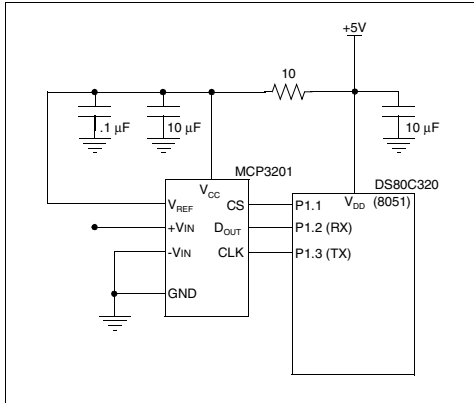 +5V
10
.1 µF
10 µF
10 µF
MCP3201
DS80C320
(8051)
VCC
VDD
VREF
CS
P1.1
+VIN
DOUT
P1.2 (RX)
-VIN
CLK
P1.3 (TX)
GND